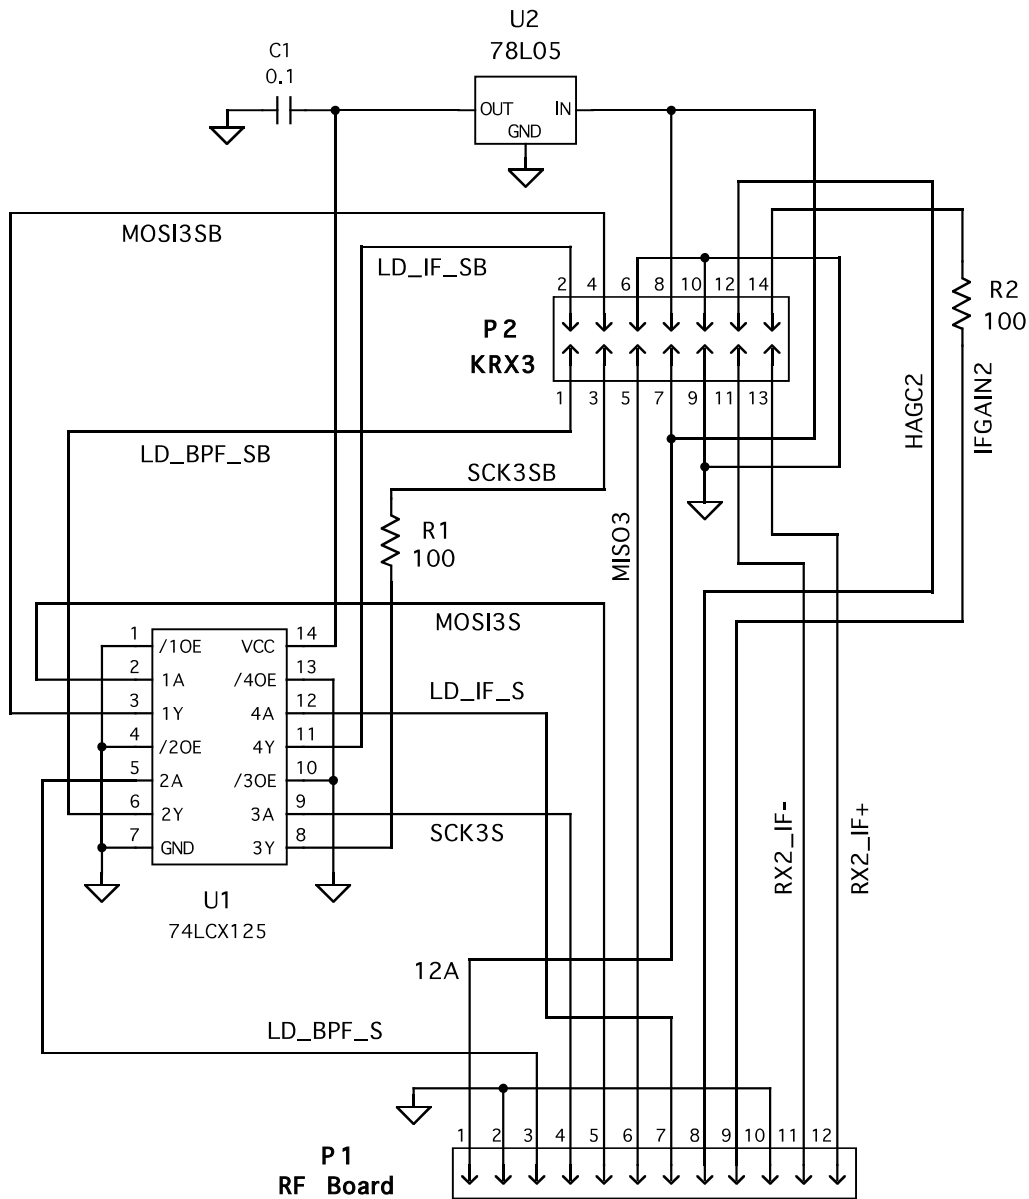 U2
78L05
C1
0.1
OUT IN
GND
MOSI3SB
LD_IF_SB
2 4 6 8 10 12 14
R2
100
P2
KRX3
1 3 5 7 9 11 13
HAGC2
IFGAIN2
LD_BPF_SB
SCK3SB
R1
100
MISO3
MOSI3S
1 /1OE VCC 14
2 1A /4OE 13
3 1Y 4A 12
4 /2OE 4Y 11
5 2A /3OE 10
6 2Y 3A 9
7 GND 3Y 8
LD_IF_S
SCK3S
U1
74LCX125
RX2_IF-
RX2_IF+
12A
LD_BPF_S
1 2 3 4 5 6 7 8 9 10 11 12
P1
RF Board